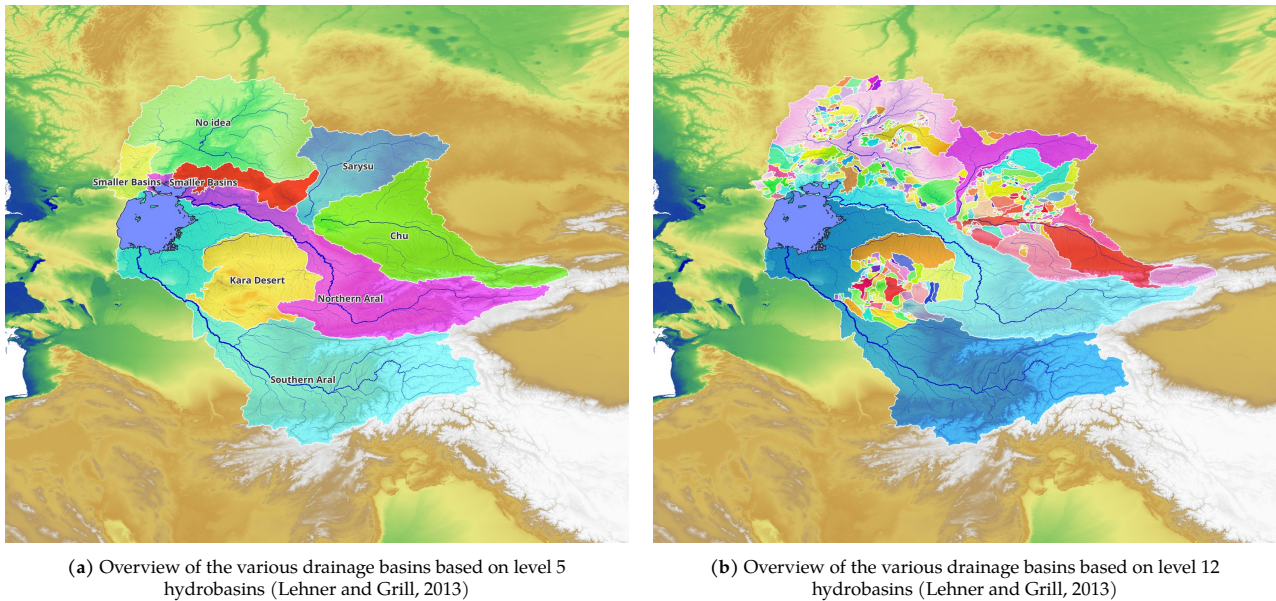 No idea
Sarysu
Smaller Basins
Smaller Basins
Chu
Kara Desert
Northern Aral
Southern Aral
(a) Overview of the various drainage basins based on level 5
hydrobasins (Lehner and Grill, 2013)
(b) Overview of the various drainage basins based on level 12
hydrobasins (Lehner and Grill, 2013)